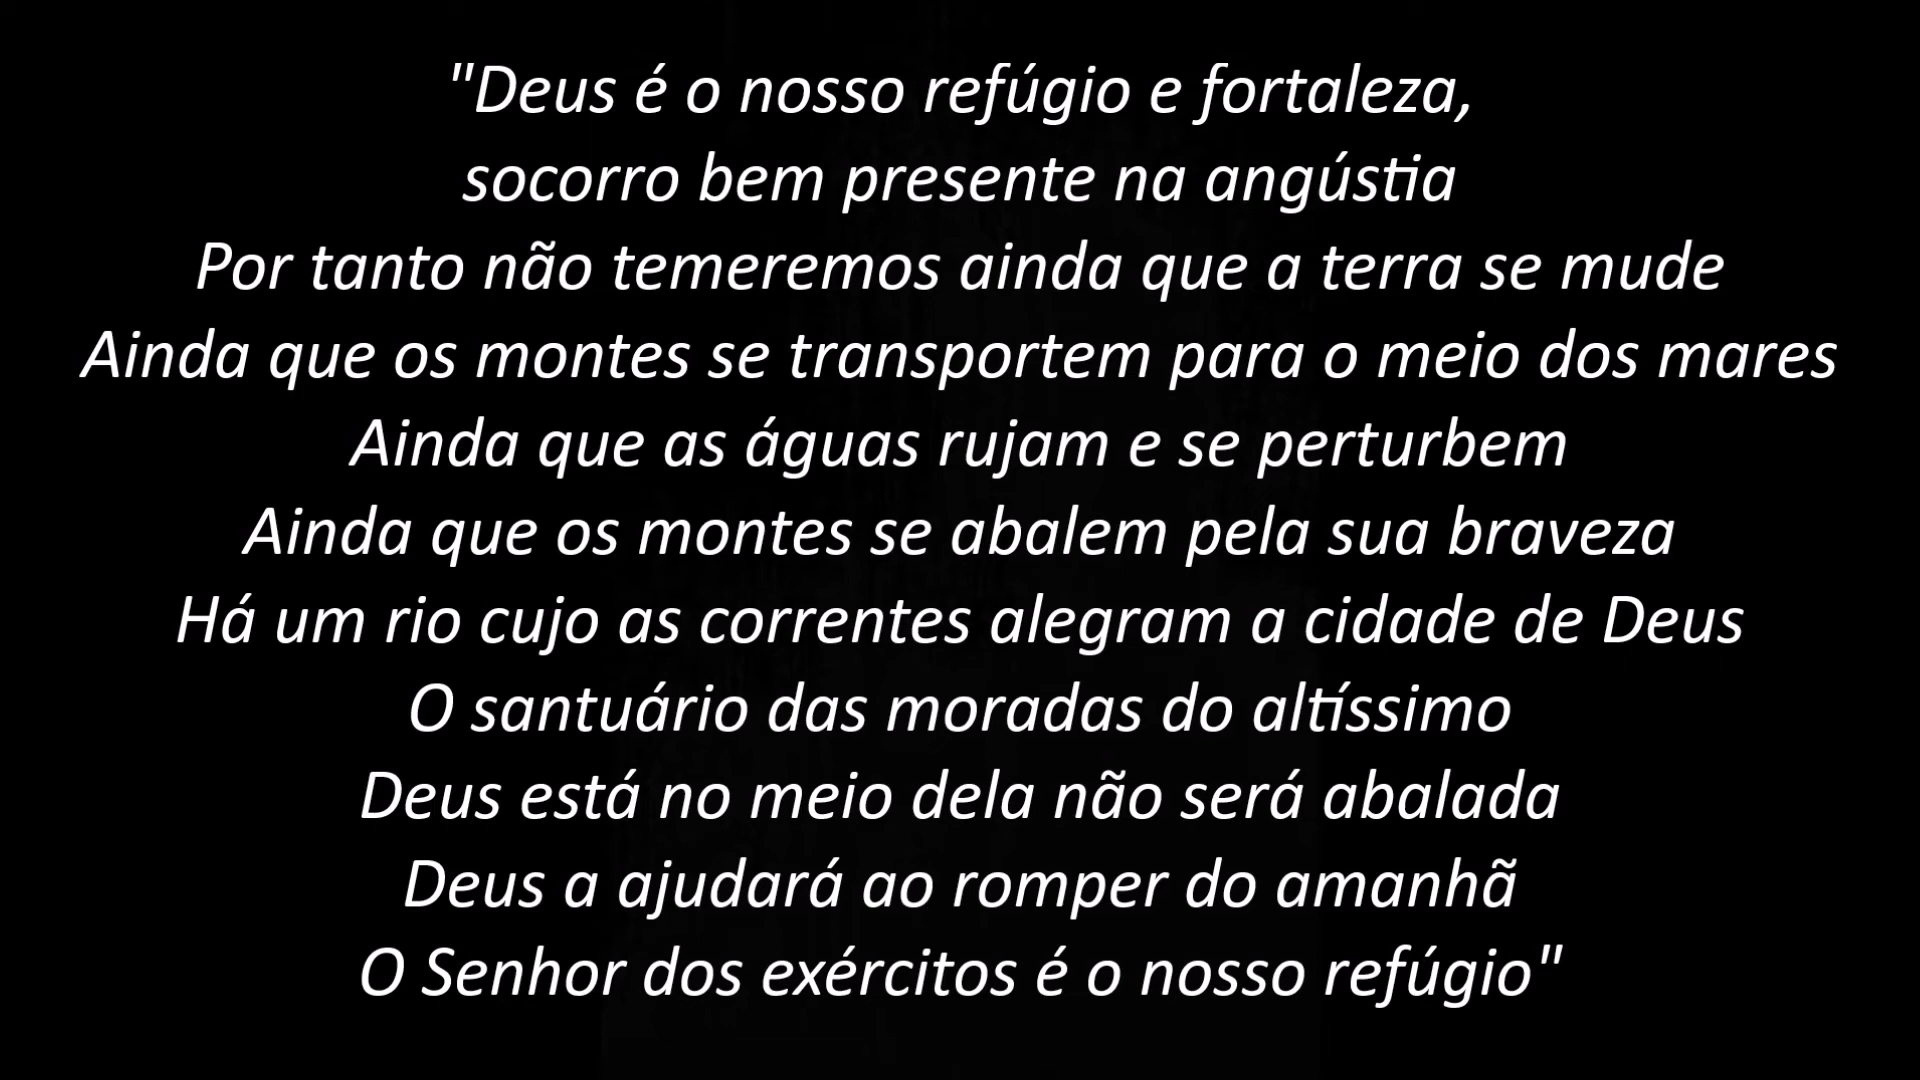 "Deus é o nosso refúgio e fortaleza,
socorro bem presente na angústia
Por tanto não temeremos ainda que a terra se mude
Ainda que os montes se transportem para o meio dos mares
Ainda que as águas rujam e se perturbem
Ainda que os montes se abalem pela sua braveza
Há um rio cujo as correntes alegram a cidade de Deus
O santuário das moradas do altíssimo
Deus está no meio dela não será abalada
Deus a ajudará ao romper do amanhã
O Senhor dos exércitos é o nosso refúgio"